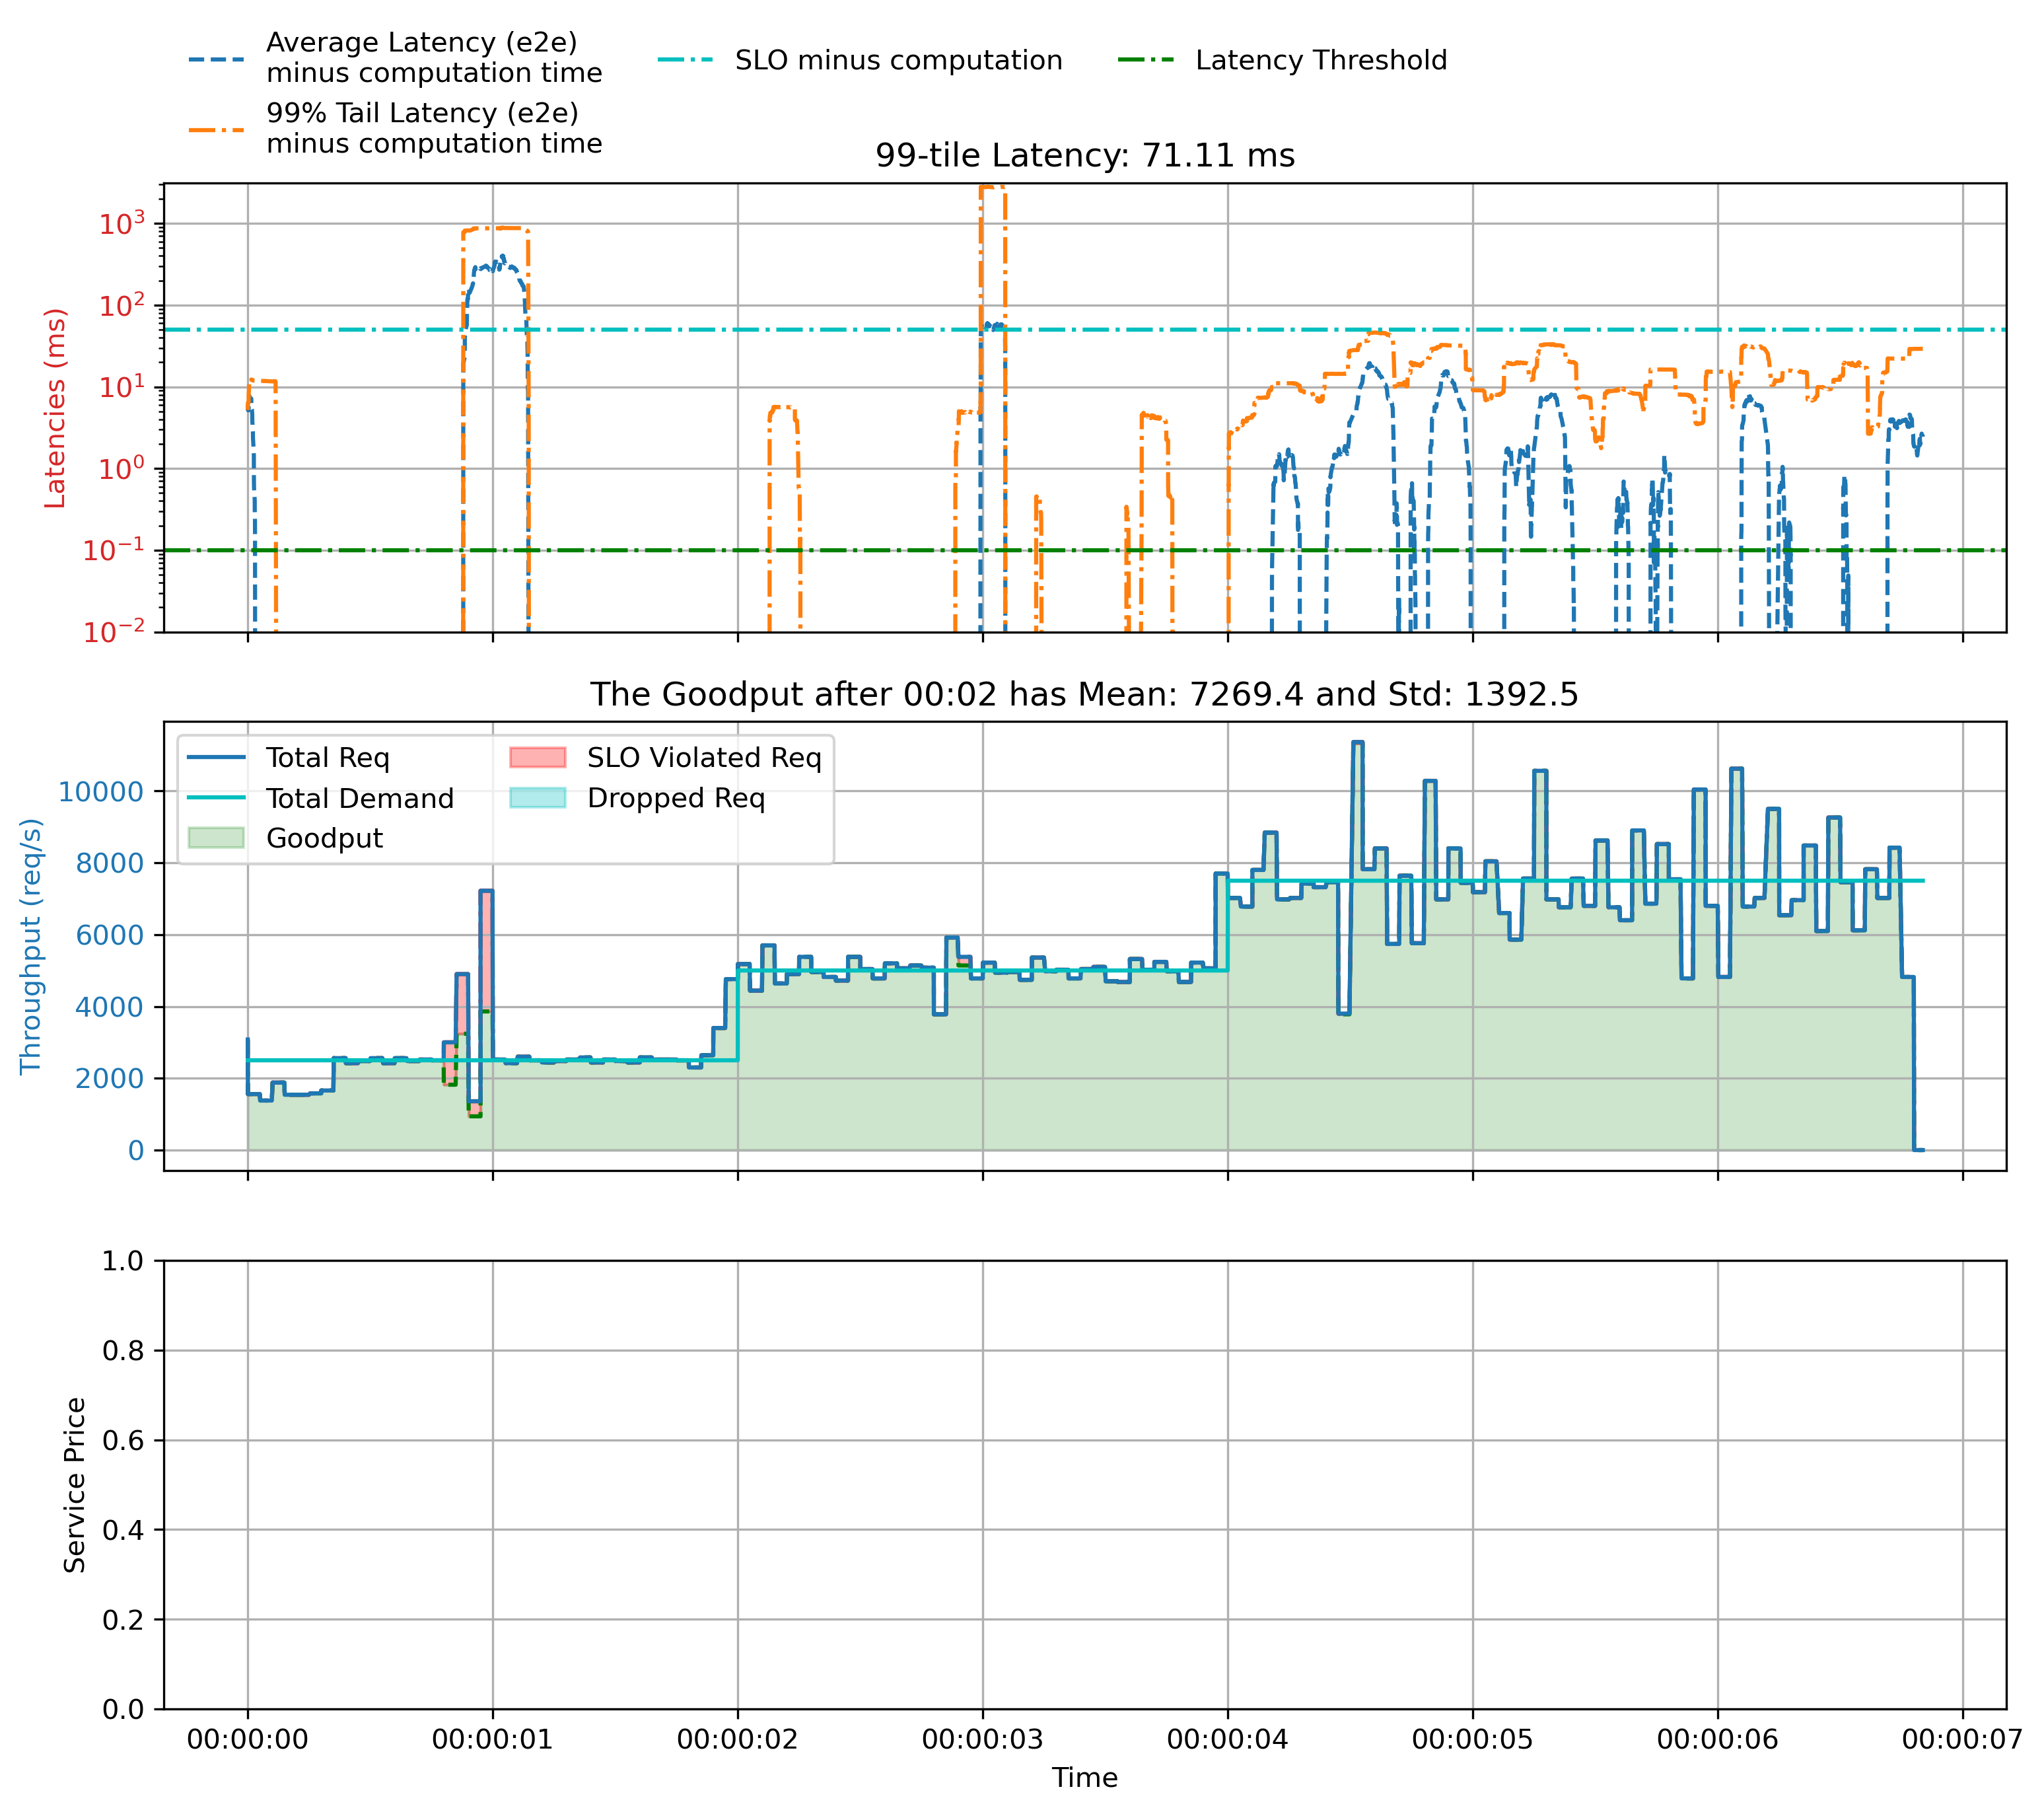 Average Latency (e2e)
minus computation time
99% Tail Latency (e2e)
minus computation time
SLO minus computation
Latency Threshold
99-tile Latency: 71.11 ms
Latencies (ms)
10³
10²
10¹
10⁰
10⁻¹
10⁻²
The Goodput after 00:02 has Mean: 7269.4 and Std: 1392.5
Total Req
Total Demand
Goodput
SLO Violated Req
Dropped Req
Throughput (req/s)
10000
8000
6000
4000
2000
0
Service Price
1.0
0.8
0.6
0.4
0.2
0.0
00:00:00 00:00:01 00:00:02 00:00:03 00:00:04 00:00:05 00:00:06 00:00:07
Time